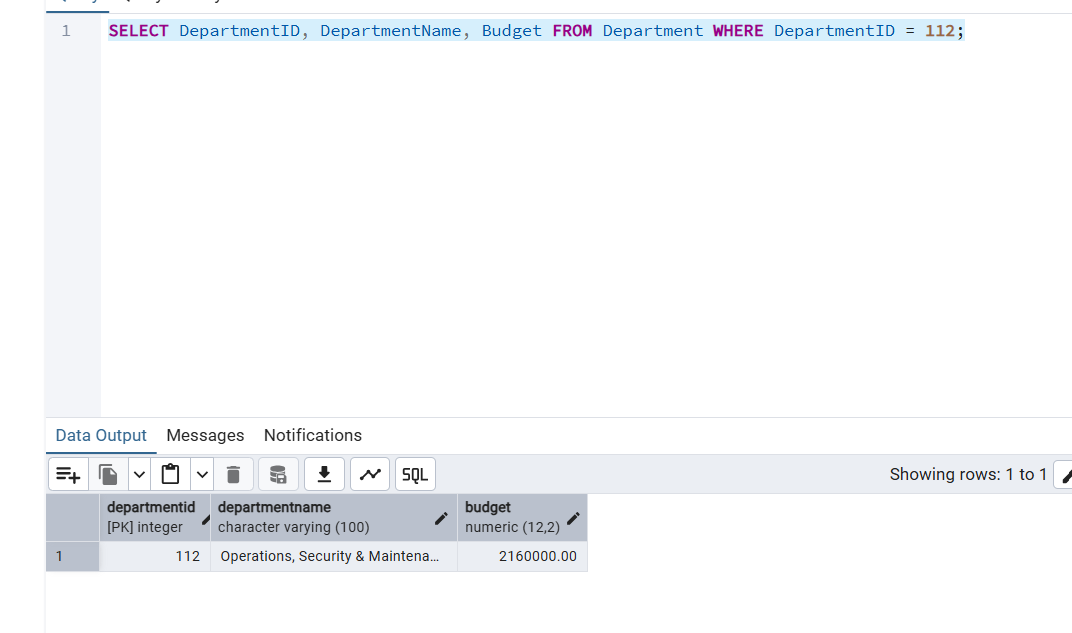 1 SELECT DepartmentID, DepartmentName, Budget FROM Department WHERE DepartmentID = 112;
Data Output Messages Notifications
SQL Showing rows: 1 to 1
departmentid departmentname budget
[PK] integer character varying (100) numeric (12,2)
1 112 Operations, Security & Maintena... 2160000.00